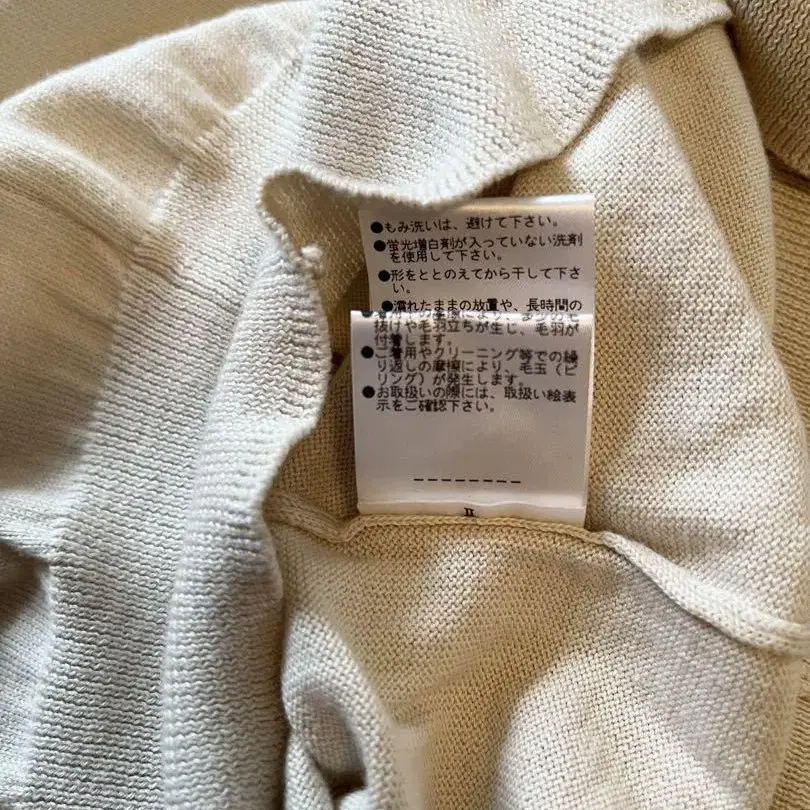 ●もみ洗いは、避けて下さい。
●蛍光増白剤が入っていない洗剤
を使用して下さい。
●形をととのえてから干して下さ
い。
●濡れたままの放置や、長時間の
抜けや毛羽立ちが生じ、毛羽が
付着します。
●ご着用やクリーニング等での繰
り返しの摩擦により、毛玉（ピ
リング）が発生します。
●お取扱いの際には、取扱い絵表
示をご確認下さい。